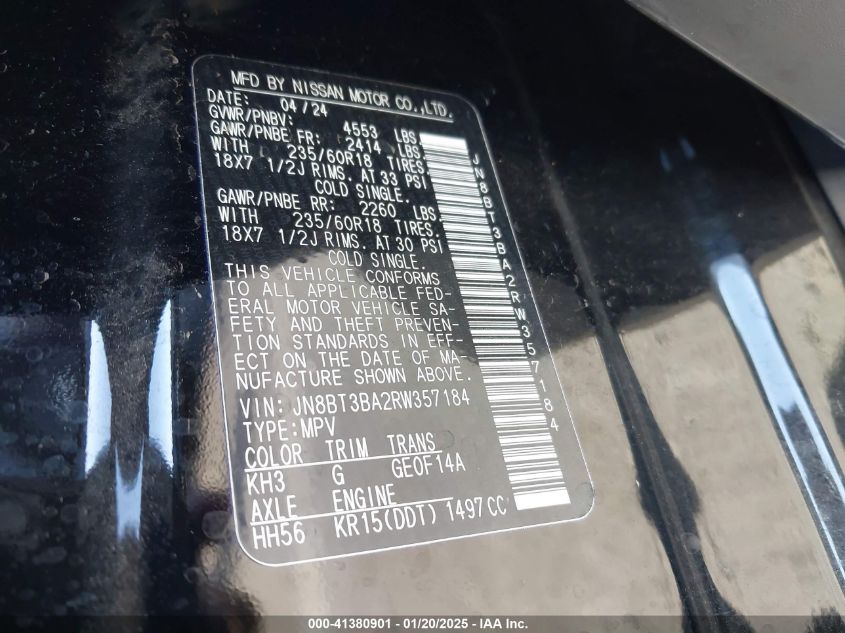 MFD BY NISSAN MOTOR CO.,LTD.
DATE: 04/24
GVWR/PNBV: 4553 LBS
GAWR/PNBE FR: 2414 LBS
WITH 235/60R18 TIRES.
18X7 1/2J RIMS. AT 33 PSI
COLD SINGLE.
GAWR/PNBE RR: 2260 LBS
WITH 235/60R18 TIRES.
18X7 1/2J RIMS. AT 30 PSI
COLD SINGLE.
THIS VEHICLE CONFORMS
TO ALL APPLICABLE FED-
ERAL MOTOR VEHICLE SA-
FETY AND THEFT PREVEN-
TION STANDARDS IN EFF-
ECT ON THE DATE OF MA-
NUFACTURE SHOWN ABOVE.
VIN: JN8BT3BA2RW357184
TYPE:MPV
COLOR TRIM TRANS
KH3 G GE0F14A
AXLE ENGINE
HH56 KR15(DDT) 1497CC
JN8BT3BA2RW357184
000-41380901 - 01/20/2025 - IAA Inc.